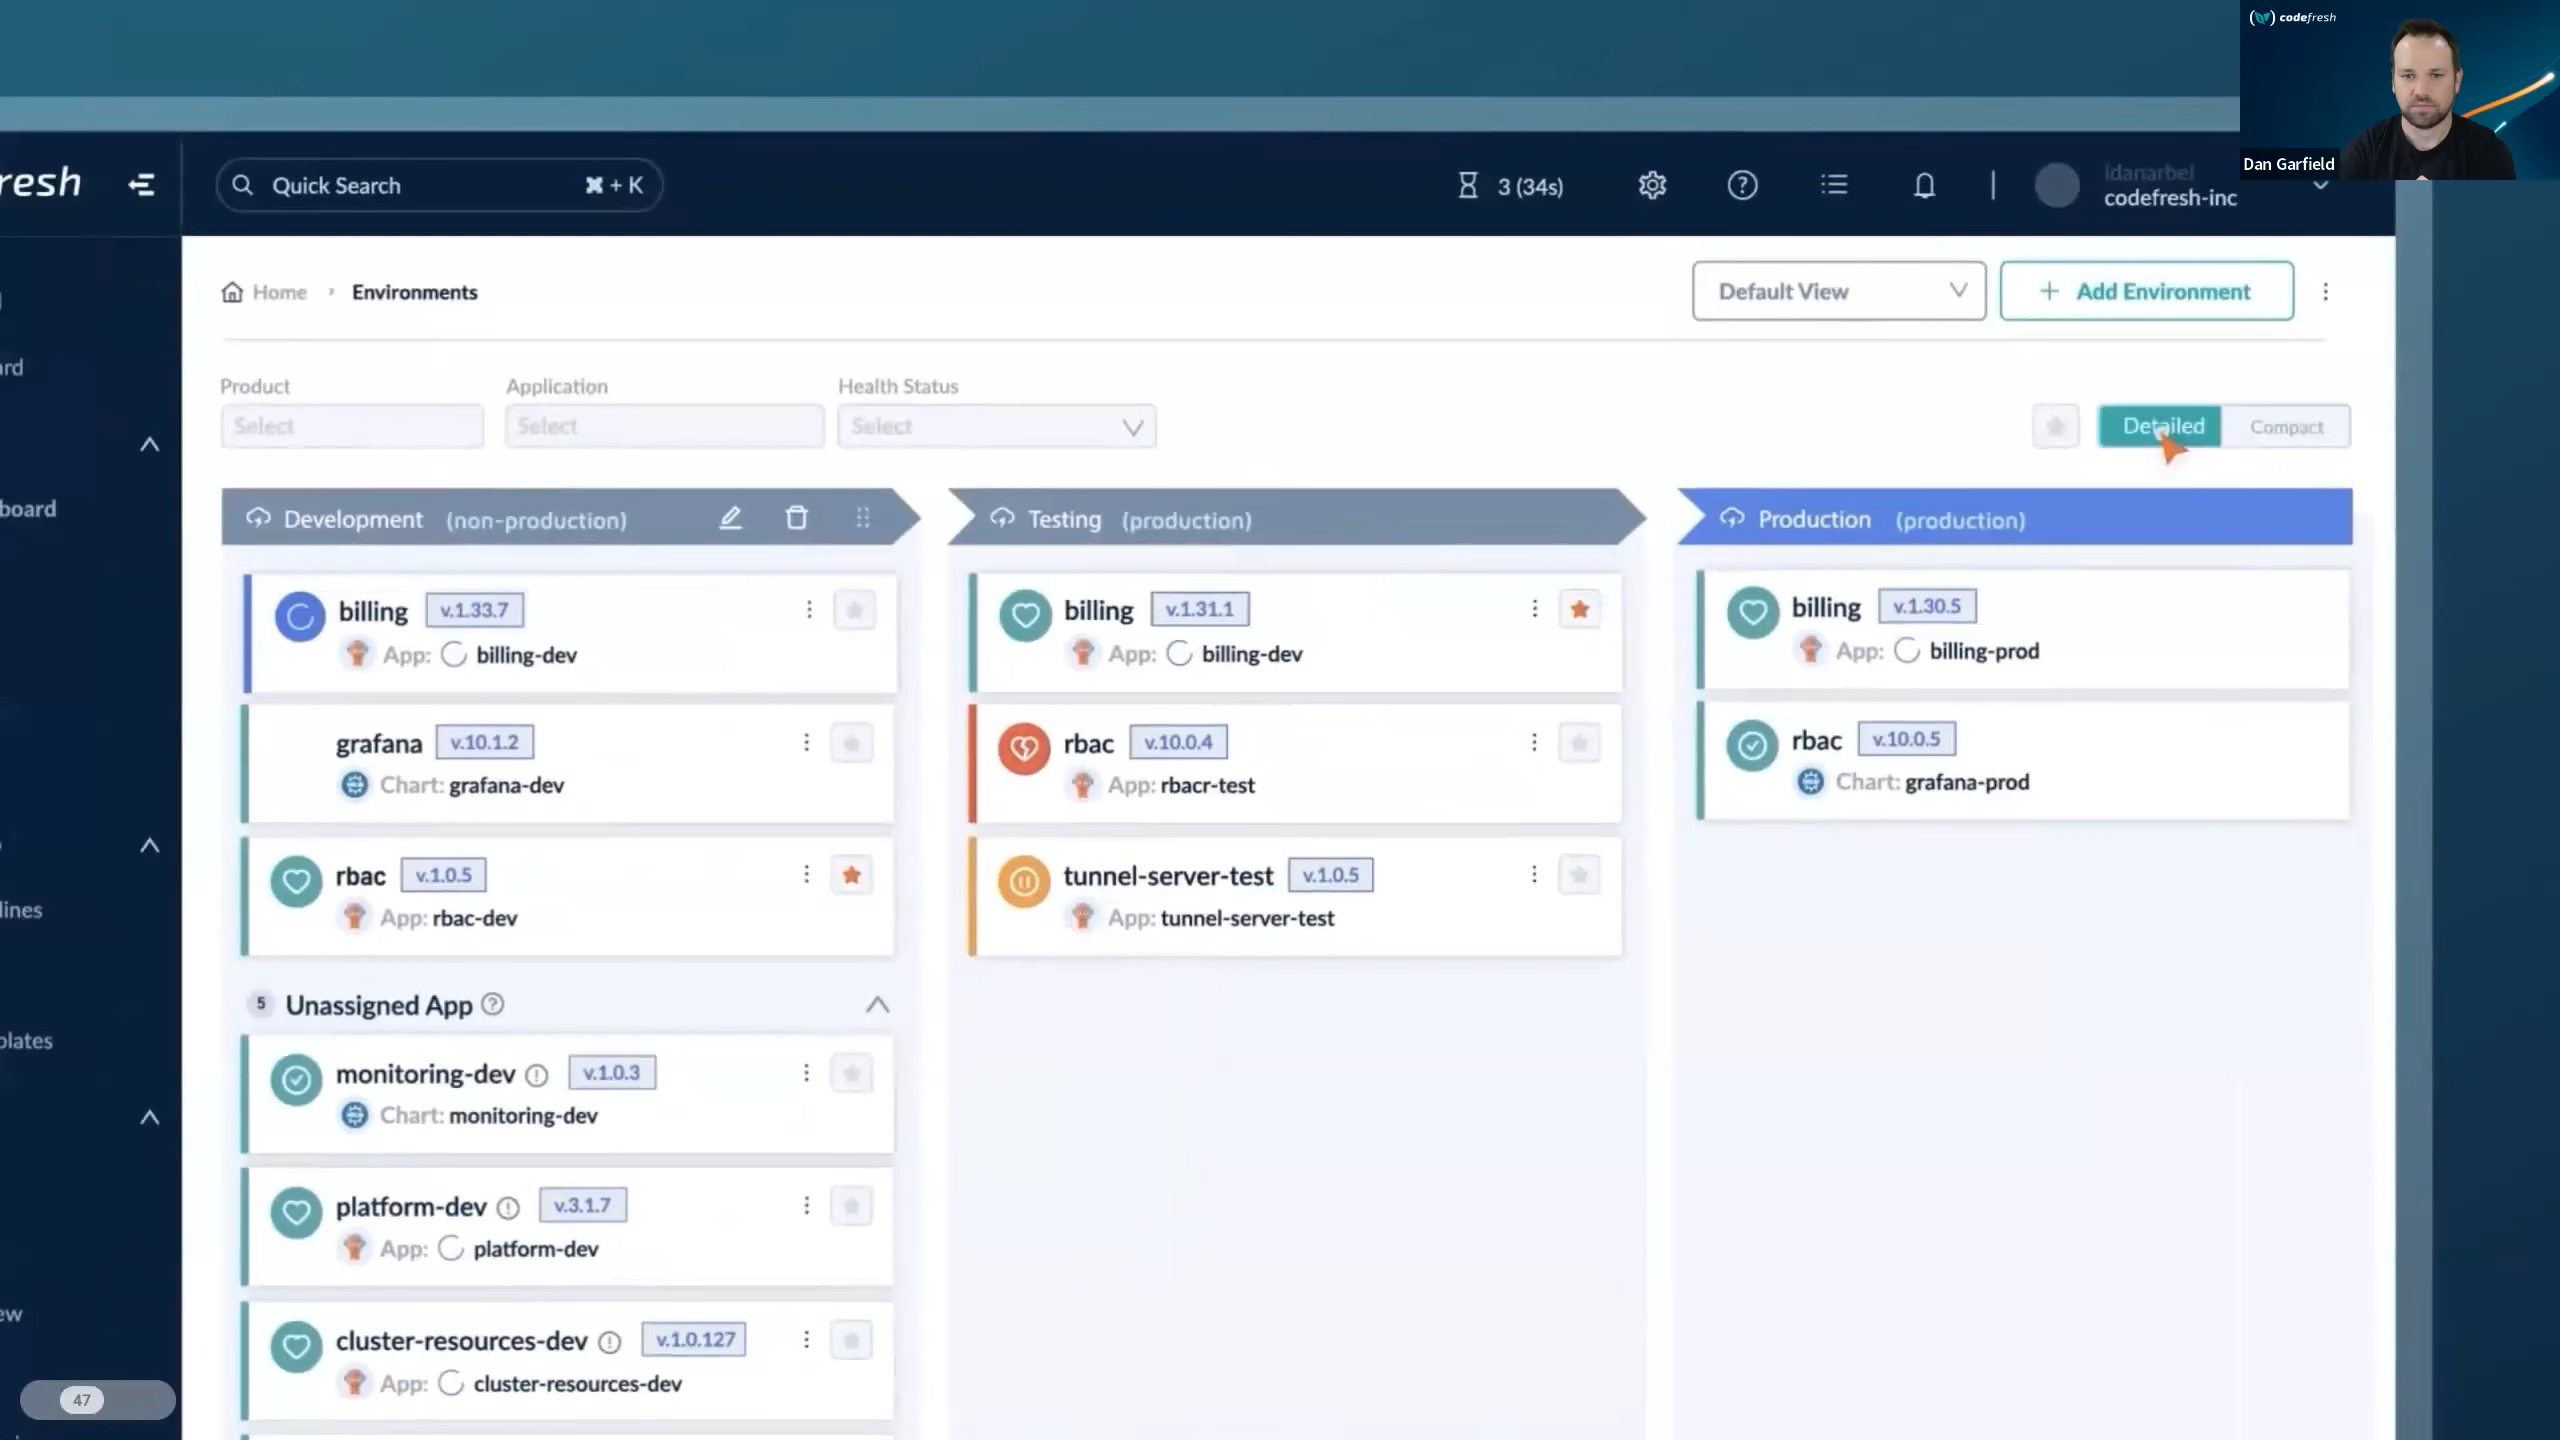 codefresh
Dan Garfield
resh
Quick Search
+ K
3 (34s)
codefresh-inc
Home
Environments
Default View
+ Add Environment
Product
Application
Health Status
Select
Select
Select
Detailed
Compact
ard
board
lines
plates
ew
Development (non-production)
billing v.1.33.7
App: billing-dev
grafana v.10.1.2
Chart: grafana-dev
rbac v.1.0.5
App: rbac-dev
5 Unassigned App ?
monitoring-dev v.1.0.3
Chart: monitoring-dev
platform-dev v.3.1.7
App: platform-dev
cluster-resources-dev v.1.0.127
App: cluster-resources-dev
Testing (production)
billing v.1.31.1
App: billing-dev
rbac v.10.0.4
App: rbacr-test
tunnel-server-test v.1.0.5
App: tunnel-server-test
Production (production)
billing v.1.30.5
App: billing-prod
rbac v.10.0.5
Chart: grafana-prod
47